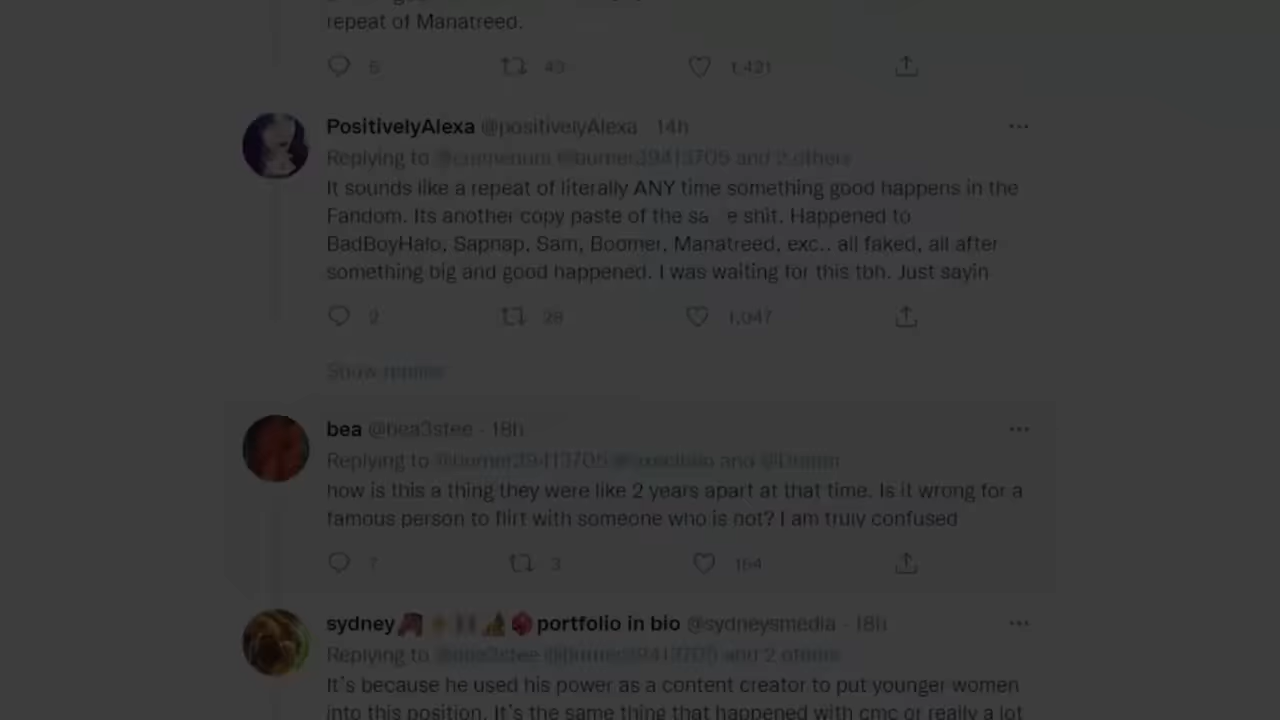 repeat of Manatreed.
6 43 1,421
PositivelyAlexa @positivelyAlexa · 14h
Replying to @burner39413705 and 2 others
It sounds like a repeat of literally ANY time something good happens in the
Fandom. Its another copy paste of the sa e shit. Happened to
BadBoyHalo, Sapnap, Sam, Boomer, Manatreed, exc.. all faked, all after
something big and good happened. I was waiting for this tbh. Just sayin
2 28 1,047
Show replies
bea @bea3stee · 18h
Replying to @burner39413705 and
how is this a thing they were like 2 years apart at that time. Is it wrong for a
famous person to flirt with someone who is not? I am truly confused
7 3 164
sydney portfolio in bio @sydneysmedia · 18h
Replying to @bea3stee @burner39413705 and 2 others
It's because he used his power as a content creator to put younger women
into this position. It's the same thing that happened with cmc or really a lot